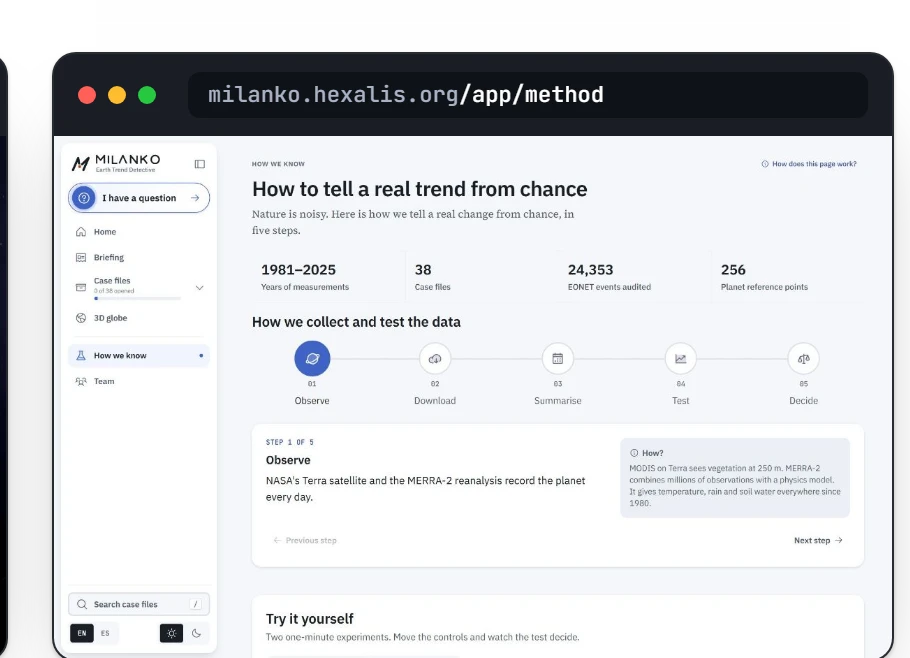 milanko.hexalis.org/app/method
MILANKO
Earth Trend Detective
I have a question
Home
Briefing
Case files
0 of 38 opened
3D globe
How we know
Team
Search case files /
EN ES
HOW WE KNOW
How does this page work?
How to tell a real trend from chance
Nature is noisy. Here is how we tell a real change from chance, in
five steps.
1981–2025
Years of measurements
38
Case files
24,353
EONET events audited
256
Planet reference points
How we collect and test the data
01 02 03 04 05
Observe Download Summarise Test Decide
STEP 1 OF 5
Observe
NASA's Terra satellite and the MERRA-2 reanalysis record the planet
every day.
How?
MODIS on Terra sees vegetation at 250 m. MERRA-2
combines millions of observations with a physics model.
It gives temperature, rain and soil water everywhere since
1980.
Previous step
Next step
Try it yourself
Two one-minute experiments. Move the controls and watch the test decide.